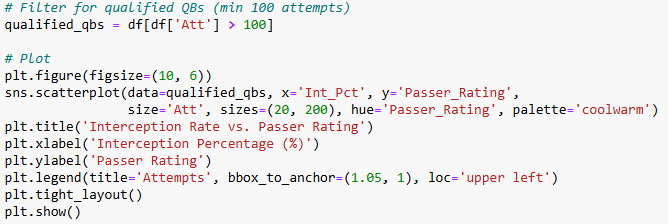 # Filter for qualified QBs (min 100 attempts)
qualified_qbs = df[df['Att'] > 100]
# Plot
plt.figure(figsize=(10, 6))
sns.scatterplot(data=qualified_qbs, x='Int_Pct', y='Passer_Rating',
                size='Att', sizes=(20, 200), hue='Passer_Rating', palette='coolwarm')
plt.title('Interception Rate vs. Passer Rating')
plt.xlabel('Interception Percentage (%)')
plt.ylabel('Passer Rating')
plt.legend(title='Attempts', bbox_to_anchor=(1.05, 1), loc='upper left')
plt.tight_layout()
plt.show()